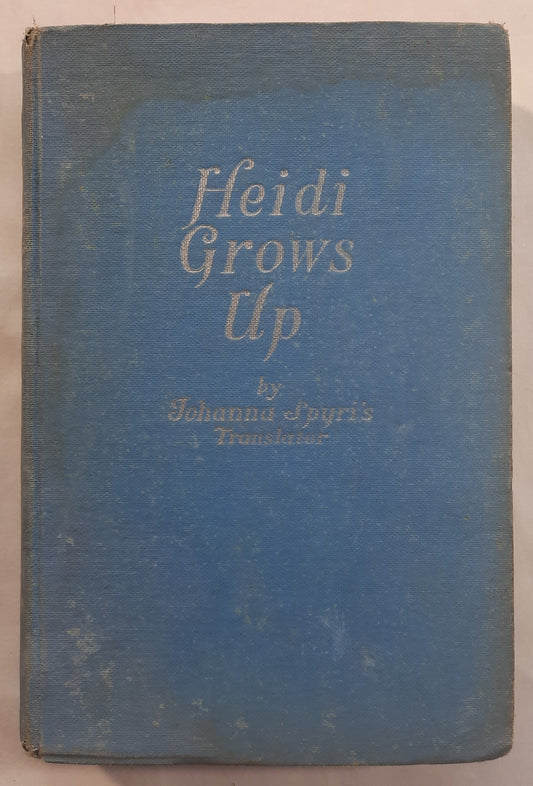 Heidi
Grows
Up
by
Johanna Spyri's
Translator